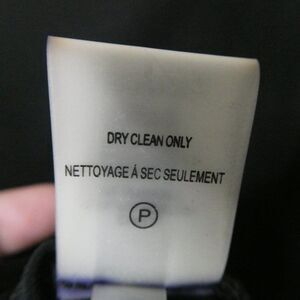 DRY CLEAN ONLY
NETTOYAGE À SEC SEULEMENT
P